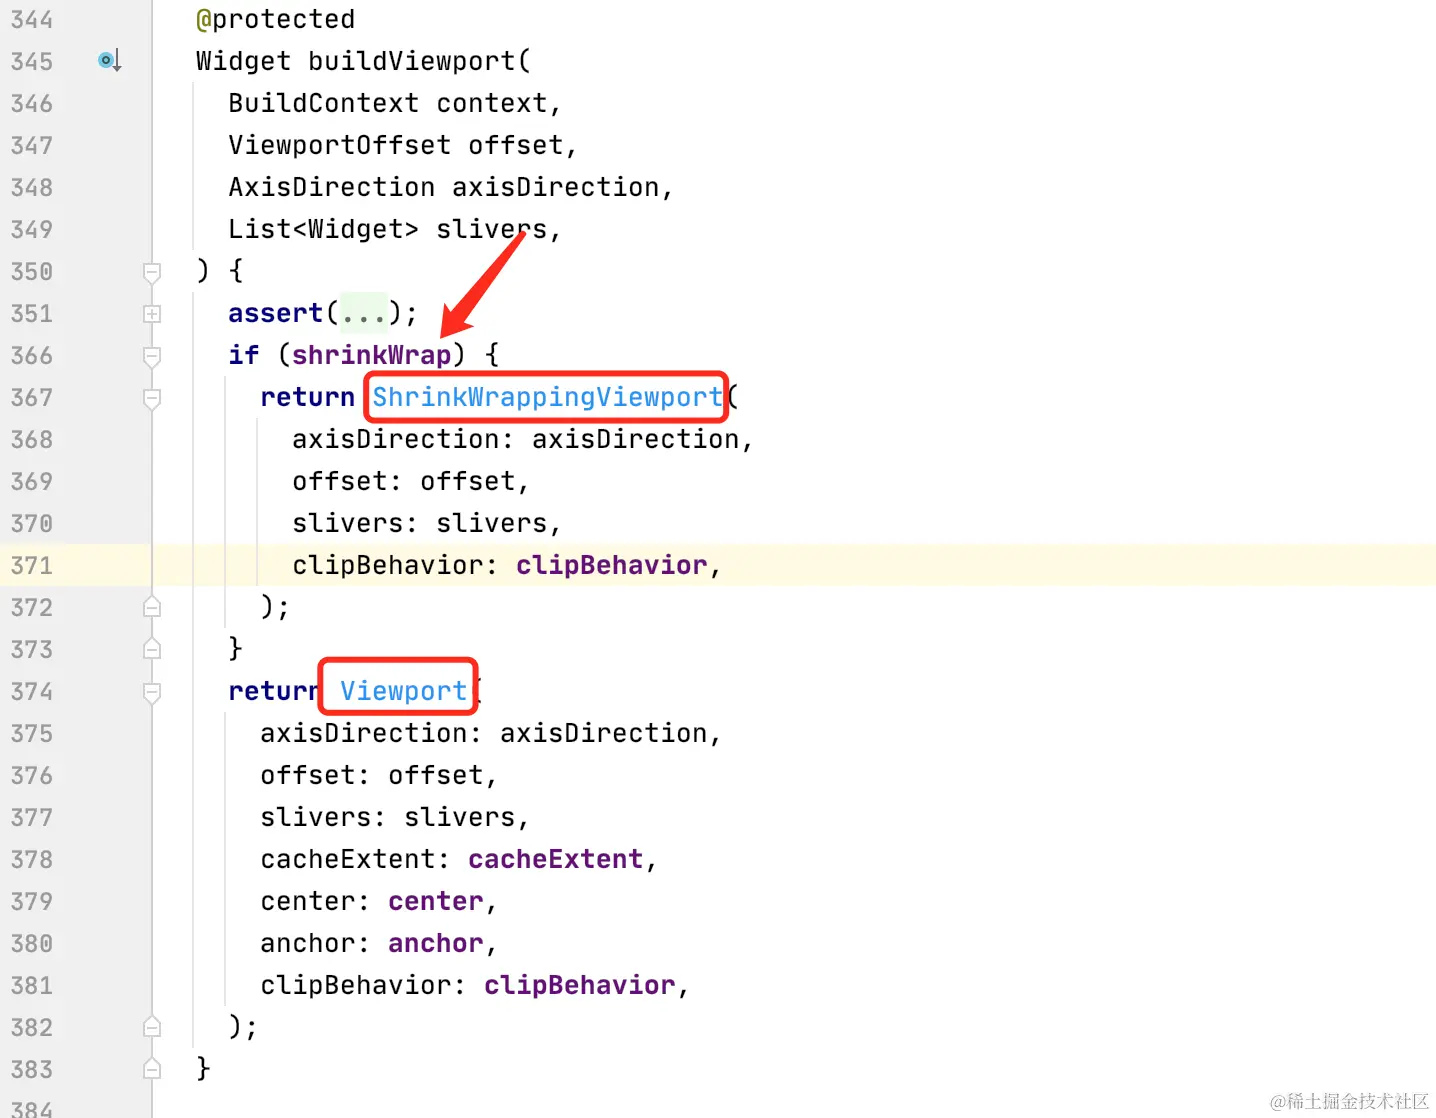 344 @protected
345 Widget buildViewport(
346 BuildContext context,
347 ViewportOffset offset,
348 AxisDirection axisDirection,
349 List<Widget> slivers,
350 ) {
351 assert(...);
366 if (shrinkWrap) {
367 return ShrinkWrappingViewport(
368 axisDirection: axisDirection,
369 offset: offset,
370 slivers: slivers,
371 clipBehavior: clipBehavior,
372 );
373 }
374 return Viewport(
375 axisDirection: axisDirection,
376 offset: offset,
377 slivers: slivers,
378 cacheExtent: cacheExtent,
379 center: center,
380 anchor: anchor,
381 clipBehavior: clipBehavior,
382 );
383 }
384
@稀土掘金技术社区